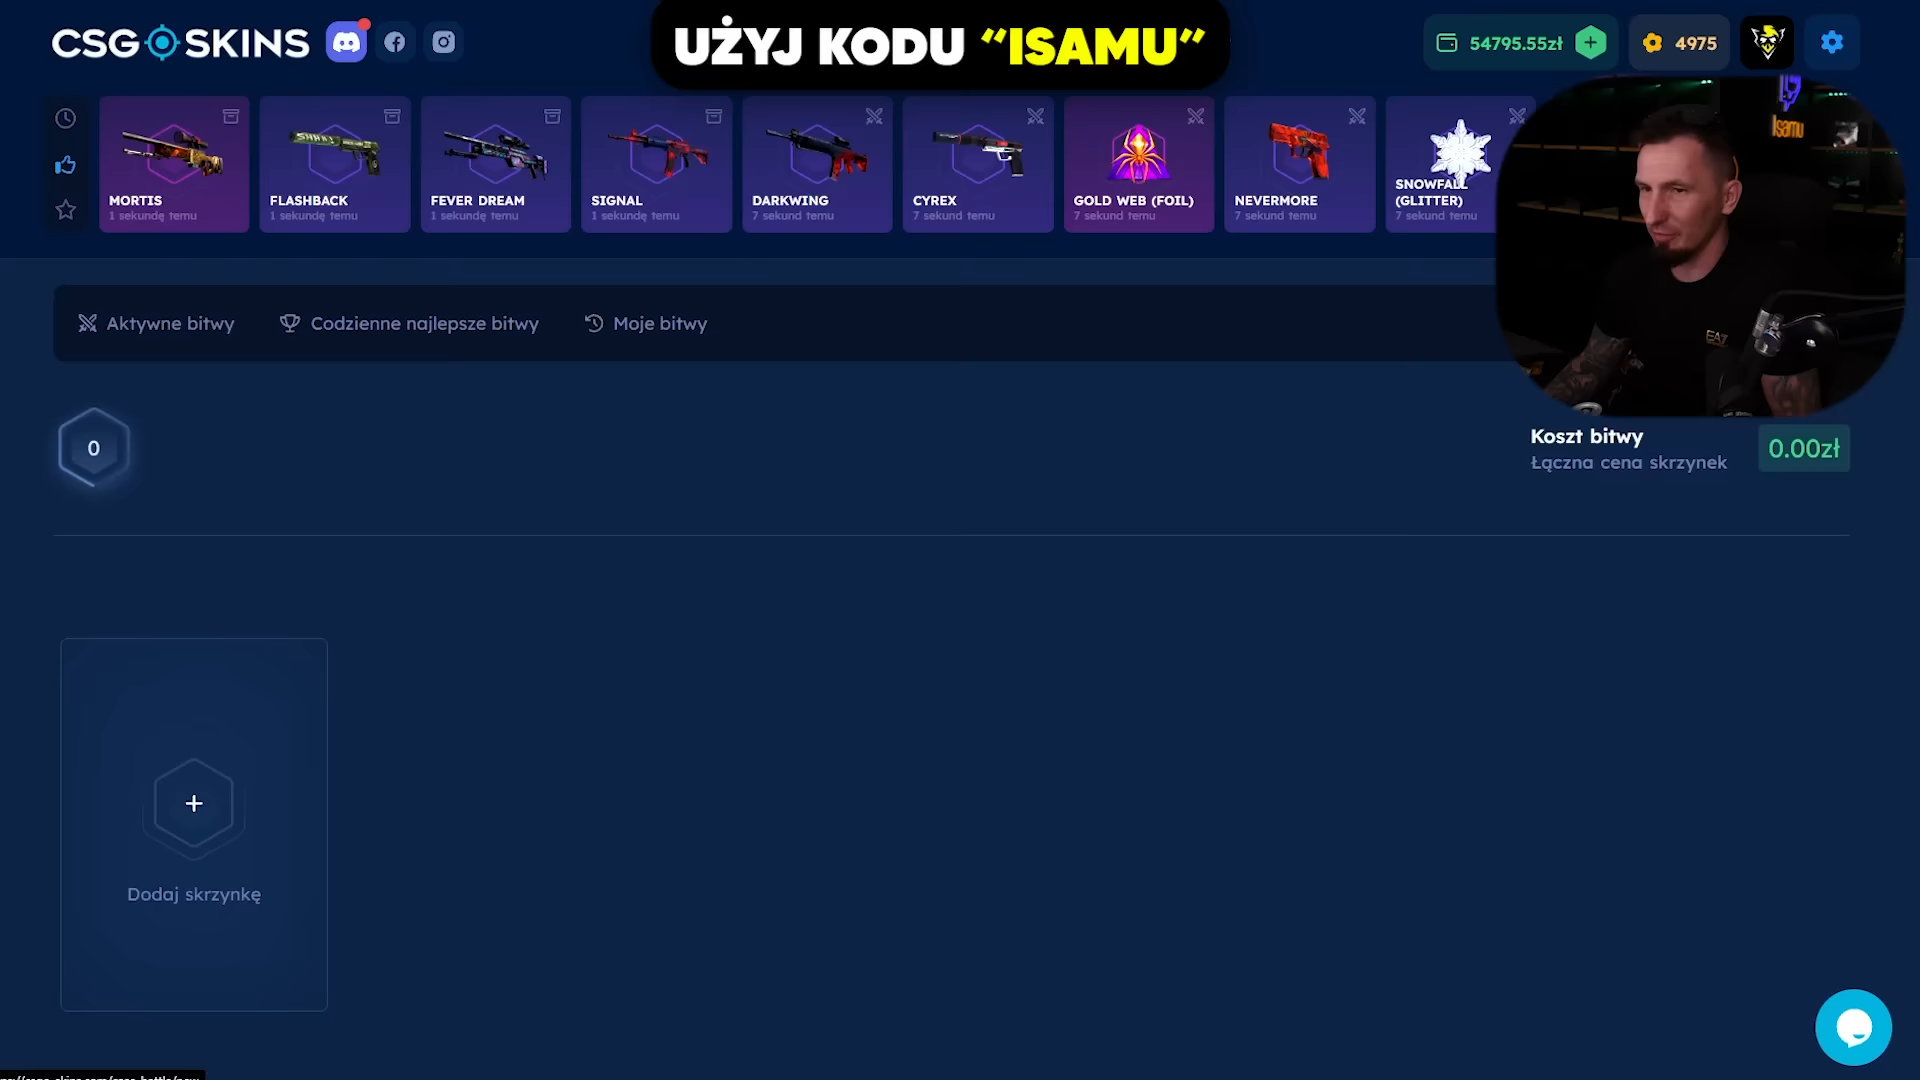 CSGO SKINS
UŻYJ KODU “ISAMU”
54795.55zł
4975
MORTIS
1 sekundę temu
FLASHBACK
1 sekundę temu
FEVER DREAM
1 sekundę temu
SIGNAL
1 sekundę temu
DARKWING
7 sekund temu
CYREX
7 sekund temu
GOLD WEB (FOIL)
7 sekund temu
NEVERMORE
7 sekund temu
SNOWFALL
(GLITTER)
7 sekund temu
Isamu
EA7
Aktywne bitwy
Codzienne najlepsze bitwy
Moje bitwy
0
Koszt bitwy
Łączna cena skrzynek
0.00zł
+
Dodaj skrzynkę